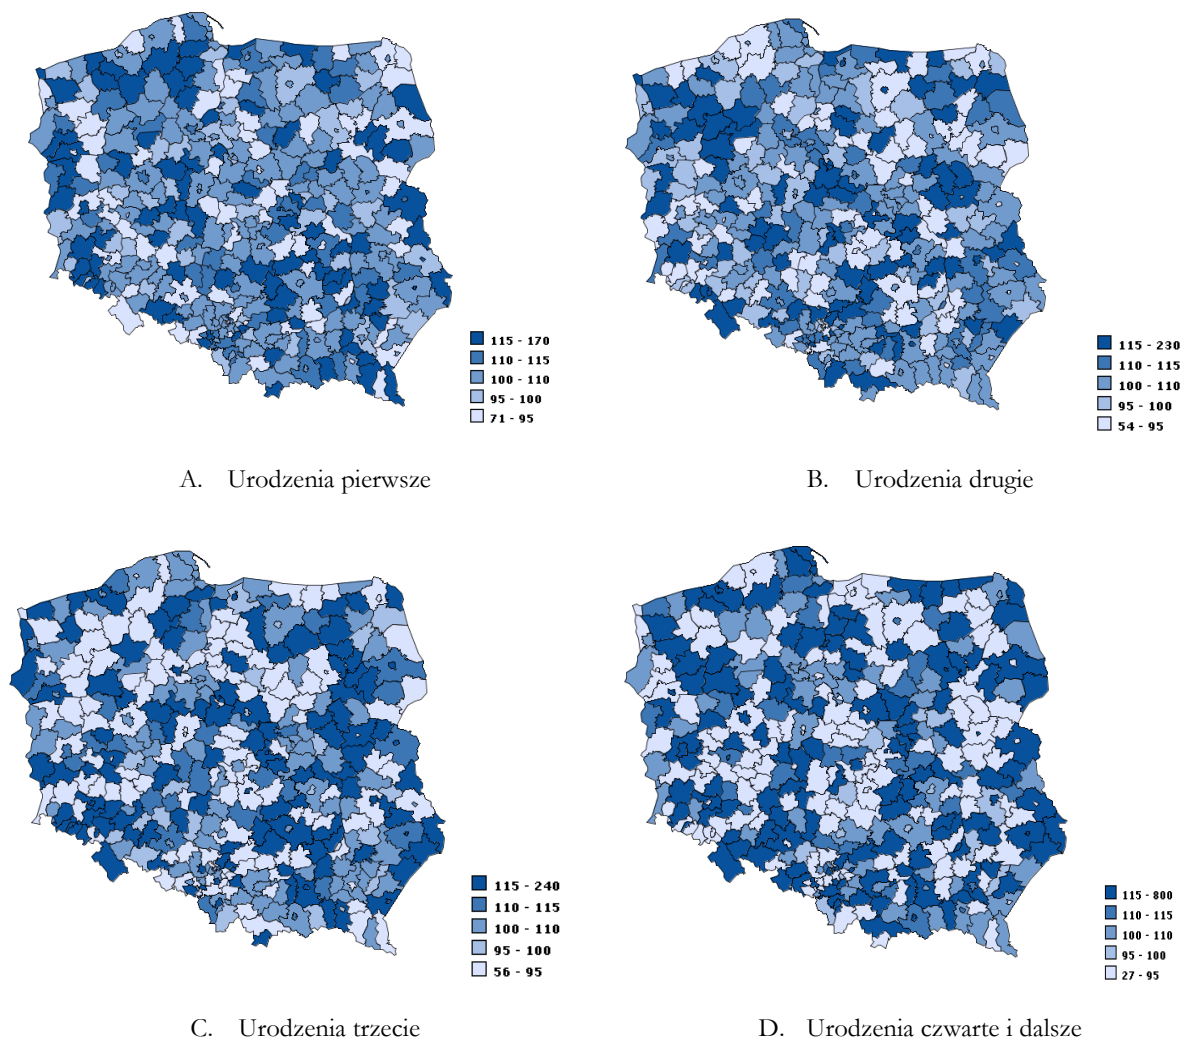 115 - 170
110 - 115
100 - 110
95 - 100
71 - 95
115 - 230
110 - 115
100 - 110
95 - 100
54 - 95
A. Urodzenia pierwsze
B. Urodzenia drugie
115 - 240
110 - 115
100 - 110
95 - 100
56 - 95
115 - 800
110 - 115
100 - 110
95 - 100
27 - 95
C. Urodzenia trzecie
D. Urodzenia czwarte i dalsze